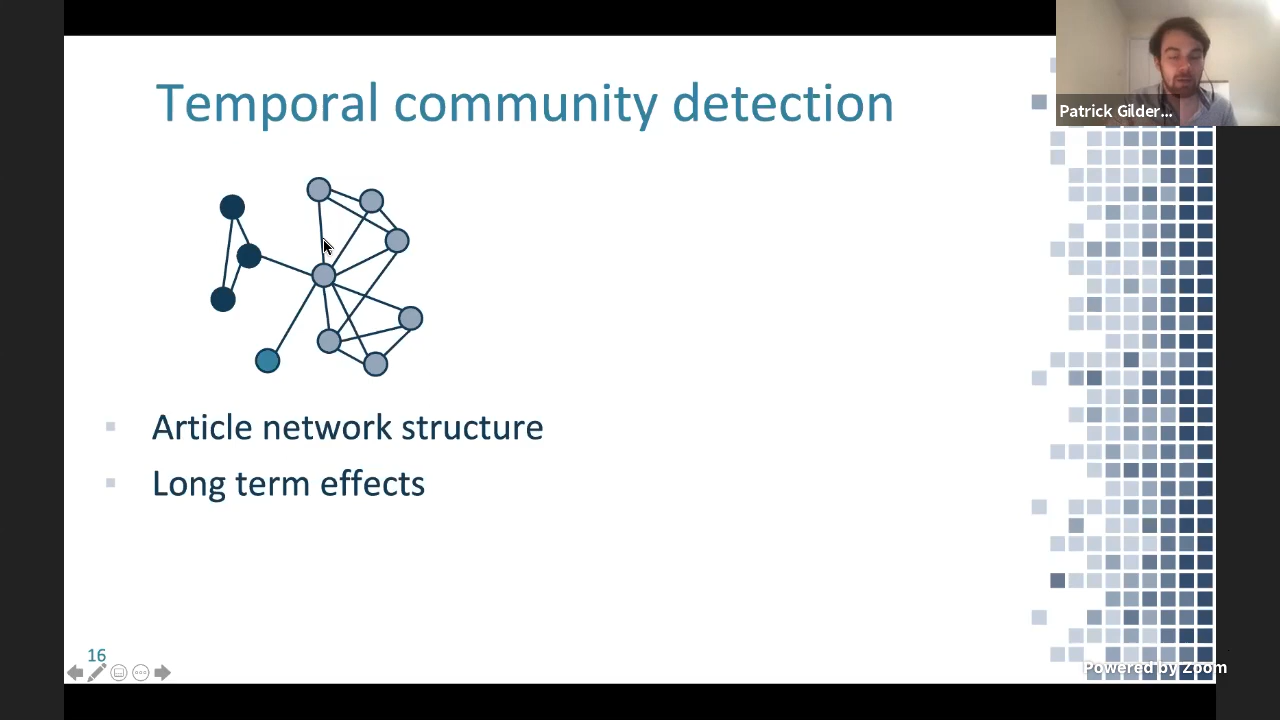 Temporal community detection
Patrick Gilder...
Article network structure
Long term effects
16
Powered by Zoom